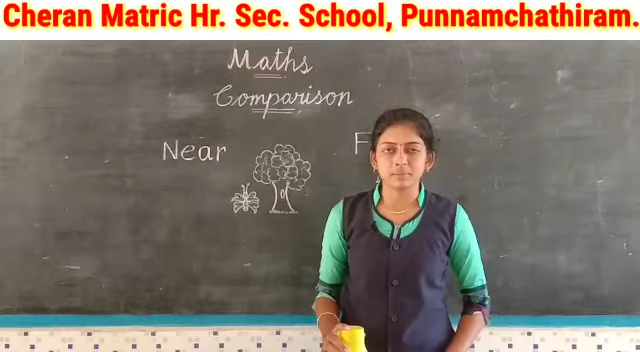 Cheran Matric Hr. Sec. School, Punnamchathiram.
Maths
Comparison
Near